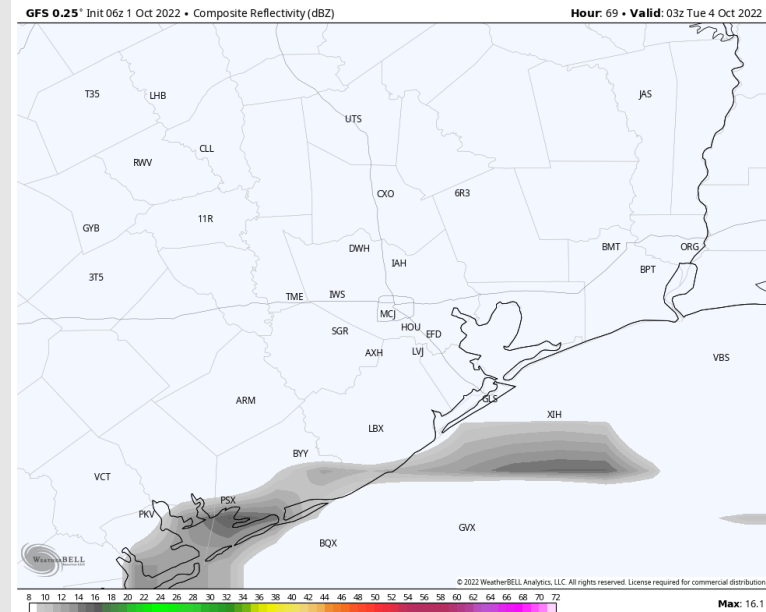 GFS 0.25° Init 06z 1 Oct 2022 • Composite Reflectivity (dBZ)
Hour: 69 • Valid: 03z Tue 4 Oct 2022
T35
LHB
JAS
UTS
CLL
RWV
CXO
6R3
11R
GYB
DWH
BMT
ORG
IAH
BPT
3T5
TME
IWS
MCJ
SGR
HOU
EFD
AXH
LVJ
VBS
ARM
GLS
XIH
LBX
BYY
VCT
PSX
PKV
GVX
BQX
WEATHERBELL
Analytics
© 2022 WeatherBELL Analytics, LLC. All rights reserved. License required for commercial distribution
8 10 12 14 16 18 20 22 24 26 28 30 32 34 36 38 40 42 44 46 48 50 52 54 56 58 60 62 64 66 68 70 72
Max: 16.1